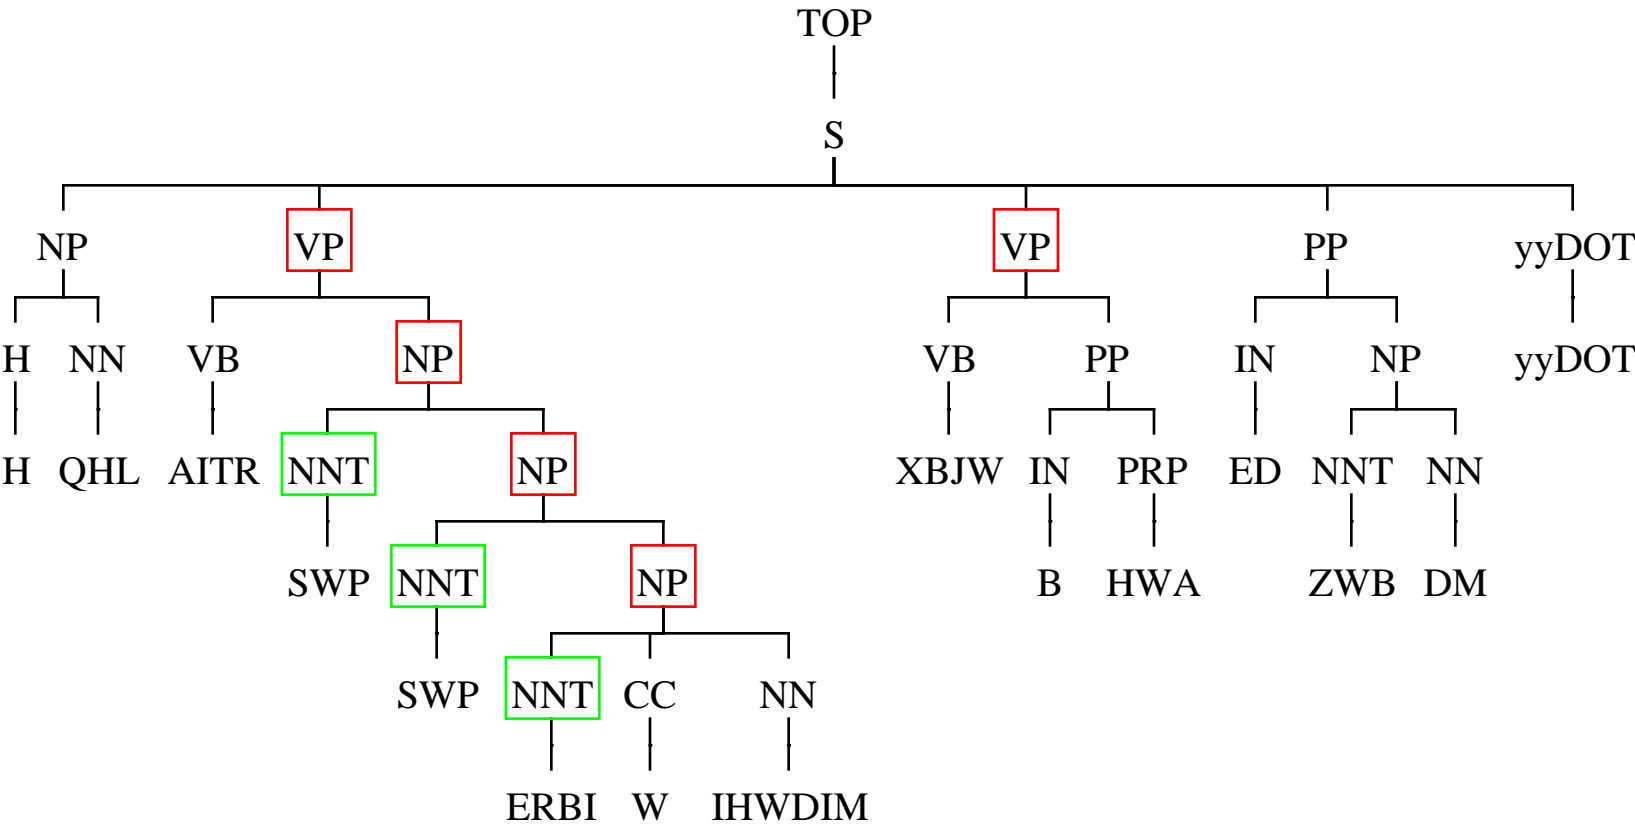 TOP
S
NP VP VP PP yyDOT
H NN VB NP VB PP IN NP yyDOT
H QHL AITR NNT NP XBJW IN PRP ED NNT NN
SWP NNT NP B HWA ZWB DM
SWP NNT CC NN
ERBI W IHWDIM